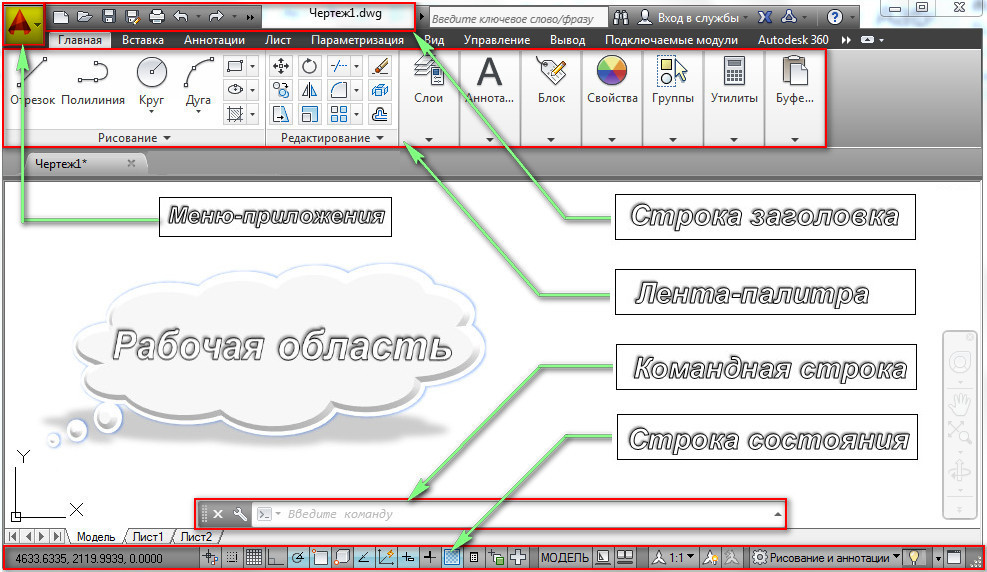 Чертеж1.dwg
Введите ключевое слово/фразу
Вход в службы
Главная Вставка Аннотации Лист Параметризация Вид Управление Вывод Подключаемые модули Autodesk 360
Отрезок Полилиния Круг Дуга
Слои Аннота... Блок Свойства Группы Утилиты Буфе...
Рисование Редактирование
Чертеж1*
Меню-приложения
Строка заголовка
Лента-палитра
Рабочая область
Командная строка
Строка состояния
Y
X
Введите команду
Модель Лист1 Лист2
4633.6335, 2119.9939, 0.0000 МОДЕЛЬ 1:1 Рисование и аннотации